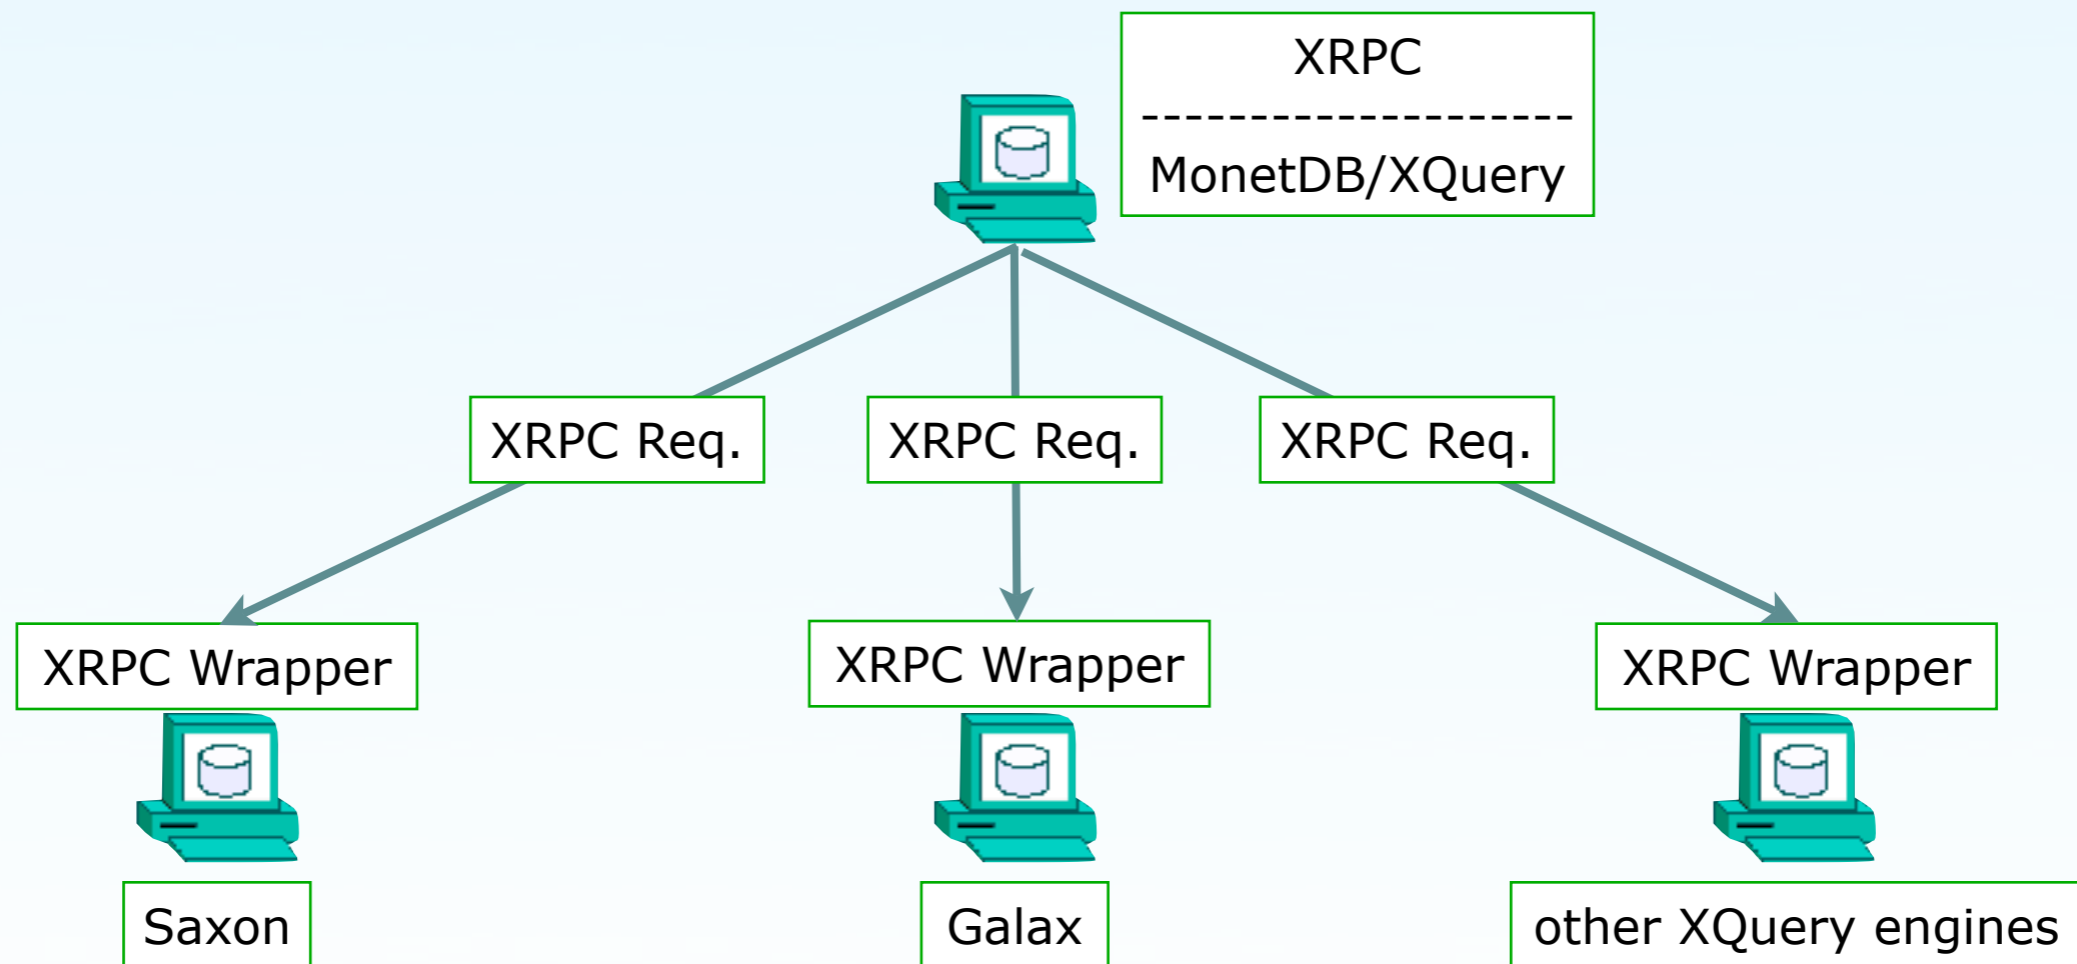 XRPC
--------------------
MonetDB/XQuery
XRPC Req.
XRPC Req.
XRPC Req.
XRPC Wrapper
XRPC Wrapper
XRPC Wrapper
Saxon
Galax
other XQuery engines